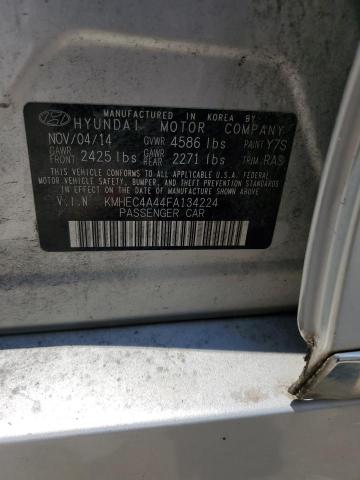 MANUFACTURED IN KOREA BY
HYUNDAI MOTOR COMPANY
NOV/04/14 GVWR 4586 lbs PAINT Y7S
GAWR FRONT 2425 lbs GAWR REAR 2271 lbs TRIM RAS
THIS VEHICLE CONFORMS TO ALL APPLICABLE U.S.A FEDERAL
MOTOR VEHICLE SAFETY, BUMPER, AND THEFT PREVENTION
STANDARDS IN EFFECT ON THE DATE OF MANUFACTURE SHOWN ABOVE.
V.I.N KMHEC4A44FA134224
PASSENGER CAR